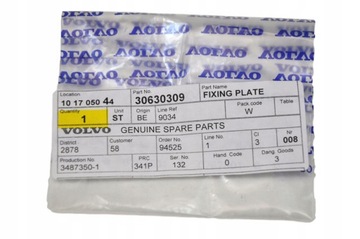 VOLVO VOLVO VOLVO VOLVO
Location Part No. Part Name
10 17 050 44 30630309 FIXING PLATE
Quantity Unit Origin Line Ref Pack code Table
1 ST BE 9034 W
VOLVO GENUINE SPARE PARTS
District Customer Order No. Line No: Cl Nr
2878 58 94525 1 3 008
Production No. PRC Ser. No: Hand. Code Dang.
3487350-1 341P 132 0 3